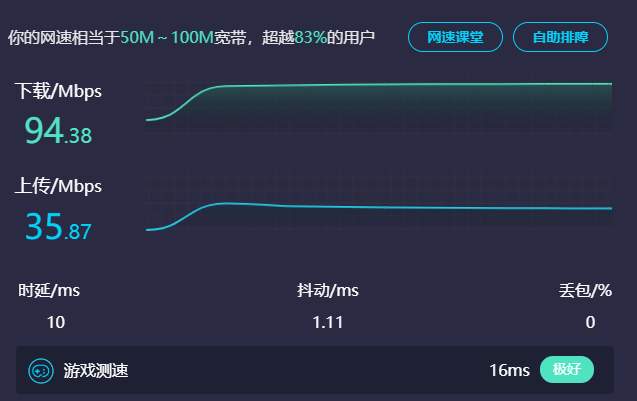 你的网速相当于50M～100M宽带，超越83%的用户 网速课堂 自助排障
下载/Mbps
94.38
上传/Mbps
35.87
时延/ms 抖动/ms 丢包/%
10 1.11 0
游戏测速 16ms 极好